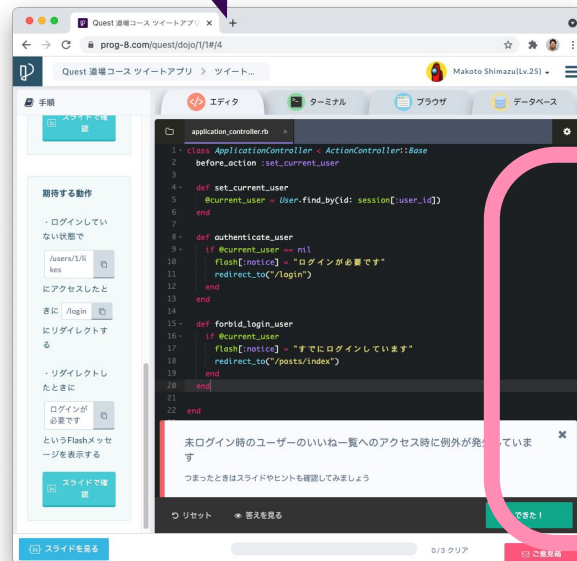 Quest 道場コース ツイートアプリ
prog-8.com/quest/dojo/1/1#/4
Quest 道場コース ツイートアプリ > ツイート...
Makoto Shimazu(Lv.25)
手順
エディタ
ターミナル
ブラウザ
データベース
スライドで確
認
期待する動作
・ログインしてい
ない状態で
/users/1/li
kes
にアクセスしたと
きに /login
にリダイレクトす
る
・リダイレクトし
たときに
ログインが
必要です
というFlashメッセ
ージを表示する
スライドで確
認
スライドを見る
application_controller.rb
1 class ApplicationController < ActionController::Base
2 before_action :set_current_user
3
4 def set_current_user
5 @current_user = User.find_by(id: session[:user_id])
6 end
7
8 def authenticate_user
9 if @current_user == nil
10 flash[:notice] = "ログインが必要です"
11 redirect_to("/login")
12 end
13 end
14
15 def forbid_login_user
16 if @current_user
17 flash[:notice] = "すでにログインしています"
18 redirect_to("/posts/index")
19 end
20 end
21
22 end
未ログイン時のユーザーのいいね一覧へのアクセス時に例外が発生していま
す
つまったときはスライドやヒントも確認してみましょう
リセット
答えを見る
できた！
0/3 クリア
ご意見箱